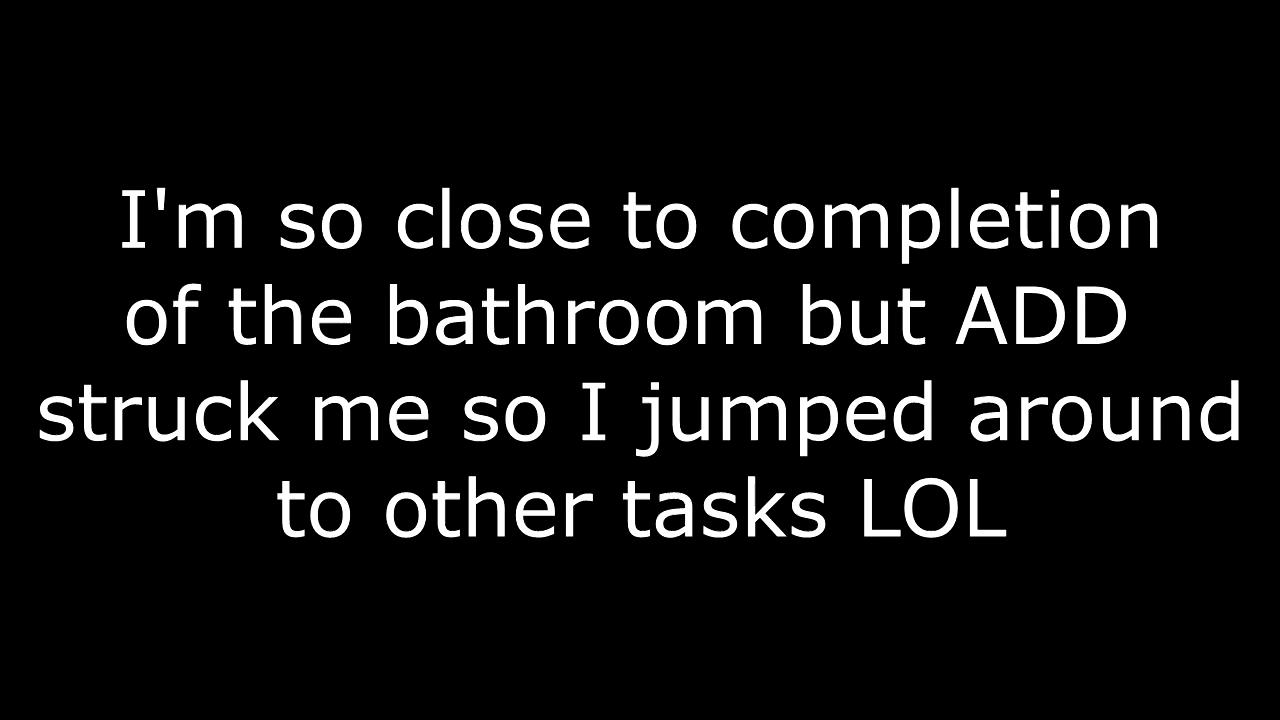 I'm so close to completion
of the bathroom but ADD
struck me so I jumped around
to other tasks LOL